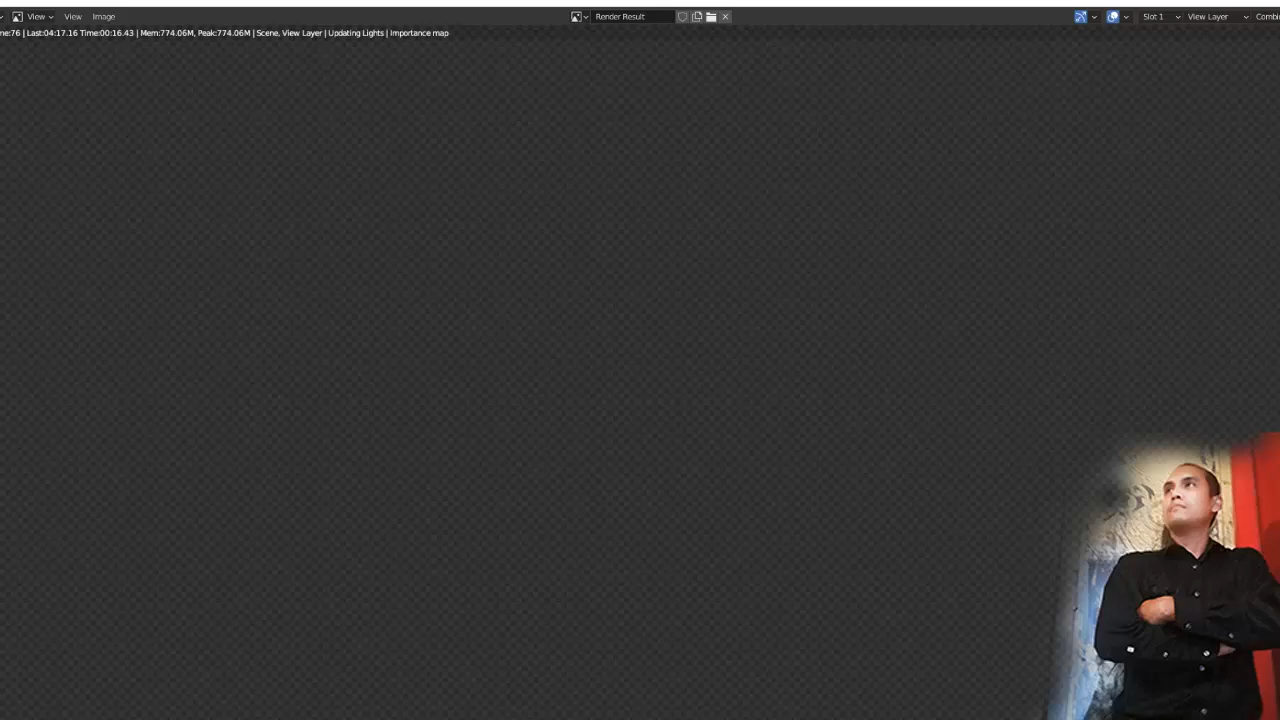 View View Image Render Result Slot 1 View Layer
me:76 | Last:04:17.16 Time:00:16.43 | Mem:774.06M, Peak:774.06M | Scene, View Layer | Updating Lights | Importance map